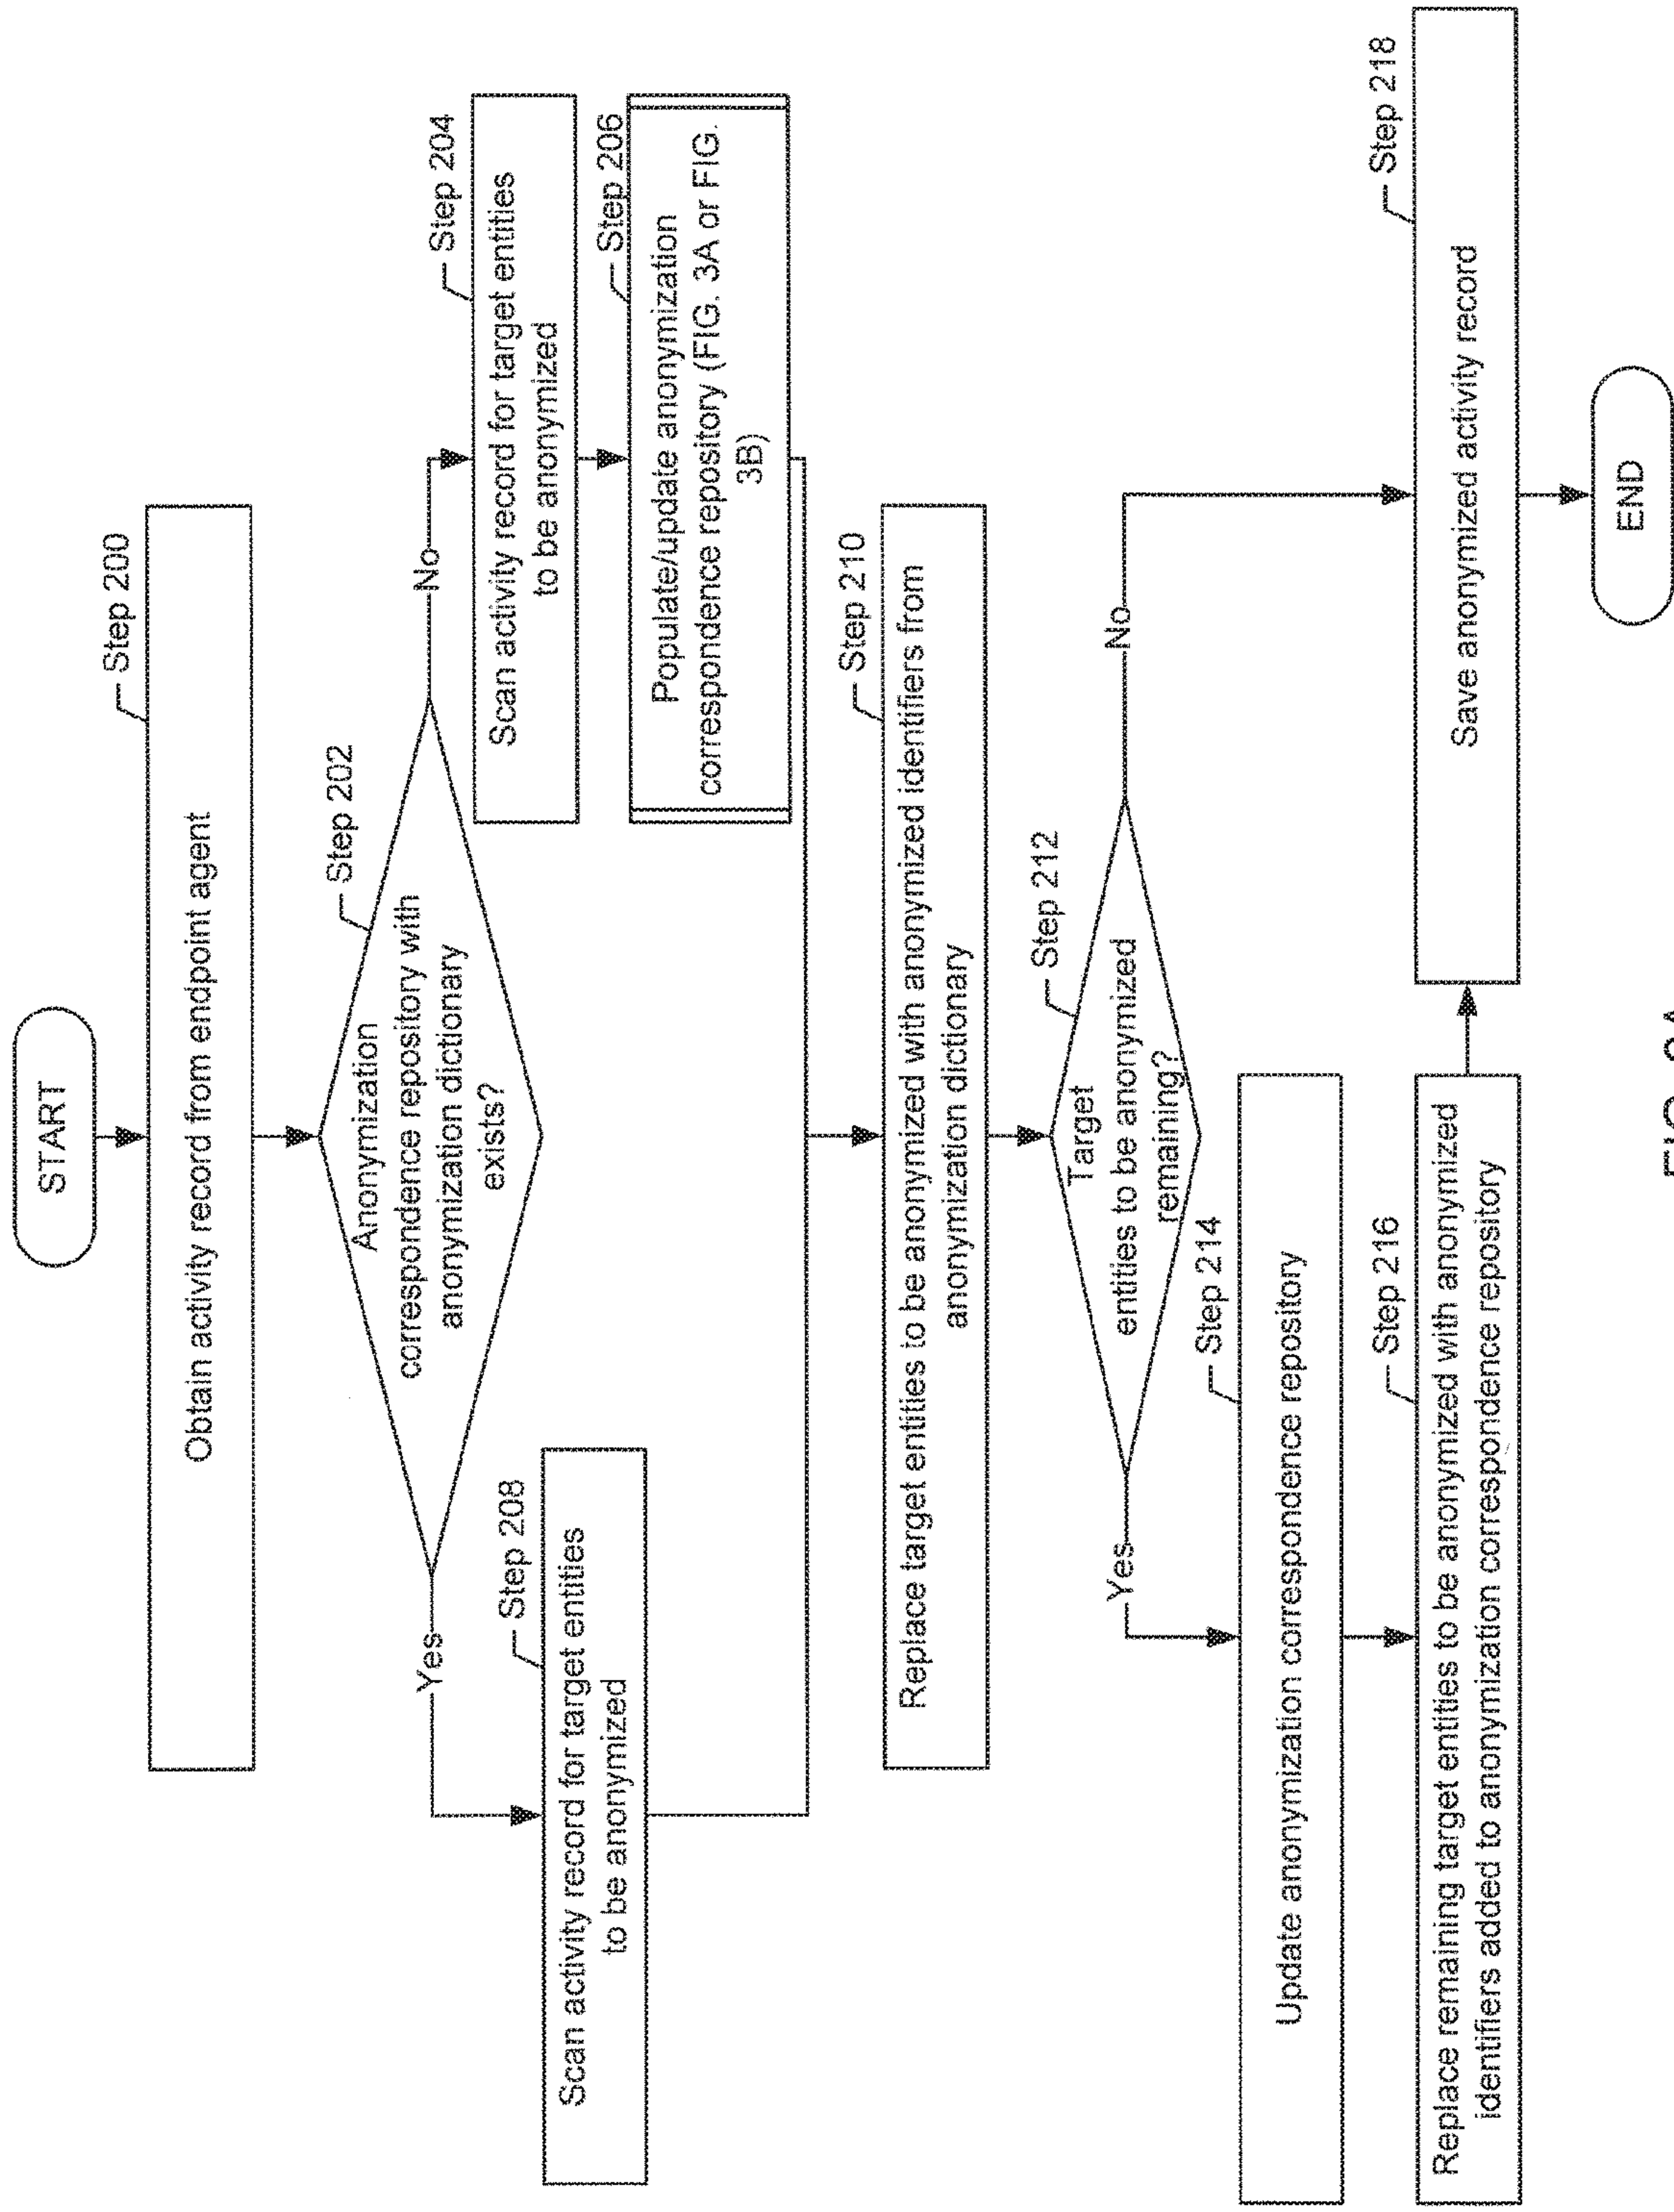 START
Step 200
Obtain activity record from endpoint agent
Step 202
Anonymization
correspondence repository with
anonymization dictionary
exists?
Yes
No
Step 204
Scan activity record for target entities
to be anonymized
Step 206
Populate/update anonymization
correspondence repository (FIG. 3A or FIG.
3B)
Step 208
Scan activity record for target entities
to be anonymized
Step 210
Replace target entities to be anonymized with anonymized identifiers from
anonymization dictionary
Step 212
Target
entities to be anonymized
remaining?
Yes
No
Step 214
Update anonymization correspondence repository
Step 216
Replace remaining target entities to be anonymized with anonymized
identifiers added to anonymization correspondence repository
Step 218
Save anonymized activity record
END